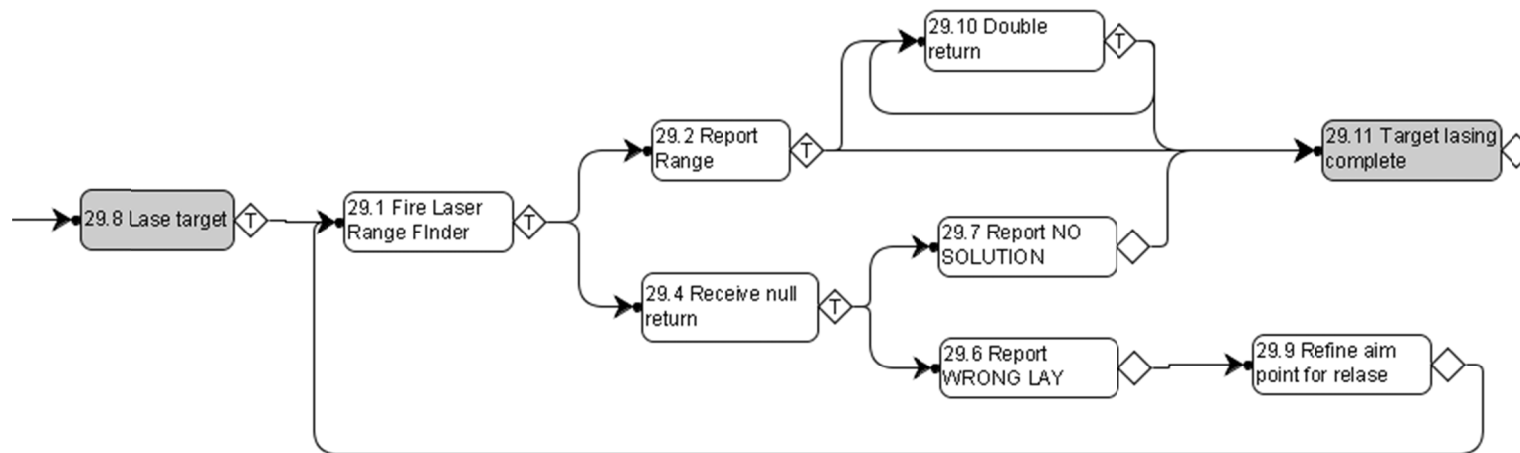 29.10 Double
return
T
29.2 Report
Range
T
29.11 Target lasing
complete
29.8 Lase target
T
29.1 Fire Laser
Range FInder
T
29.7 Report NO
SOLUTION
29.4 Receive null
return
T
29.6 Report
WRONG LAY
29.9 Refine aim
point for relase